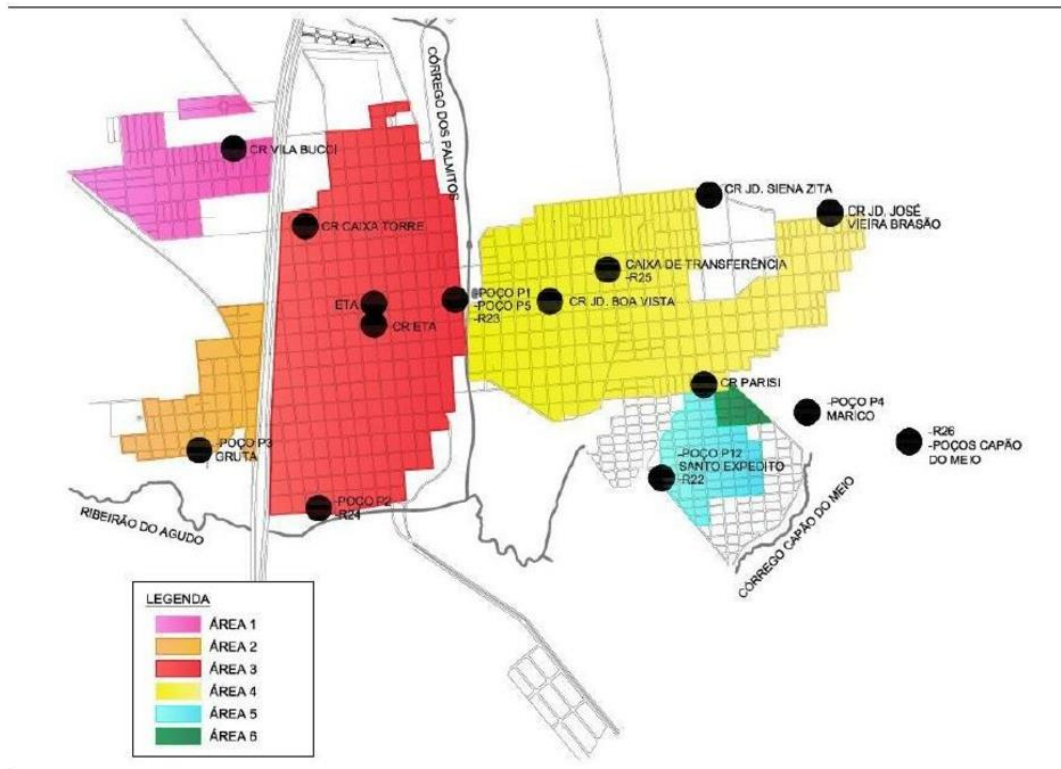 CÓRREGO DOS PALMITOS
CR VILA BUCCI
CR JD. SIENA ZITA
CR JD. JOSÉ
VIEIRA BRASÃO
CR CAIXA TORRE
CAIXA DE TRANSFERÊNCIA
-R25
-POÇO P1
-POÇO P5
-R23
CR JD. BOA VISTA
ETA
CR ETA
CR PARISI
-POÇO P4
MARICO
-R26
-POÇOS CAPÃO
DO MEIO
-POÇO P3
GRUTA
-POÇO P12
SANTO EXPEDITO
-R22
-POÇO P2
-R24
RIBEIRÃO DO AGUDO
CÓRREGO CAPÃO DO MEIO
LEGENDA
ÁREA 1
ÁREA 2
ÁREA 3
ÁREA 4
ÁREA 5
ÁREA 6